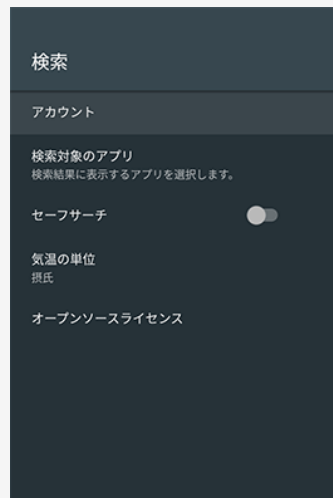 検索
アカウント
検索対象のアプリ
検索結果に表示するアプリを選択します。
セーフサーチ
気温の単位
摂氏
オープンソースライセンス